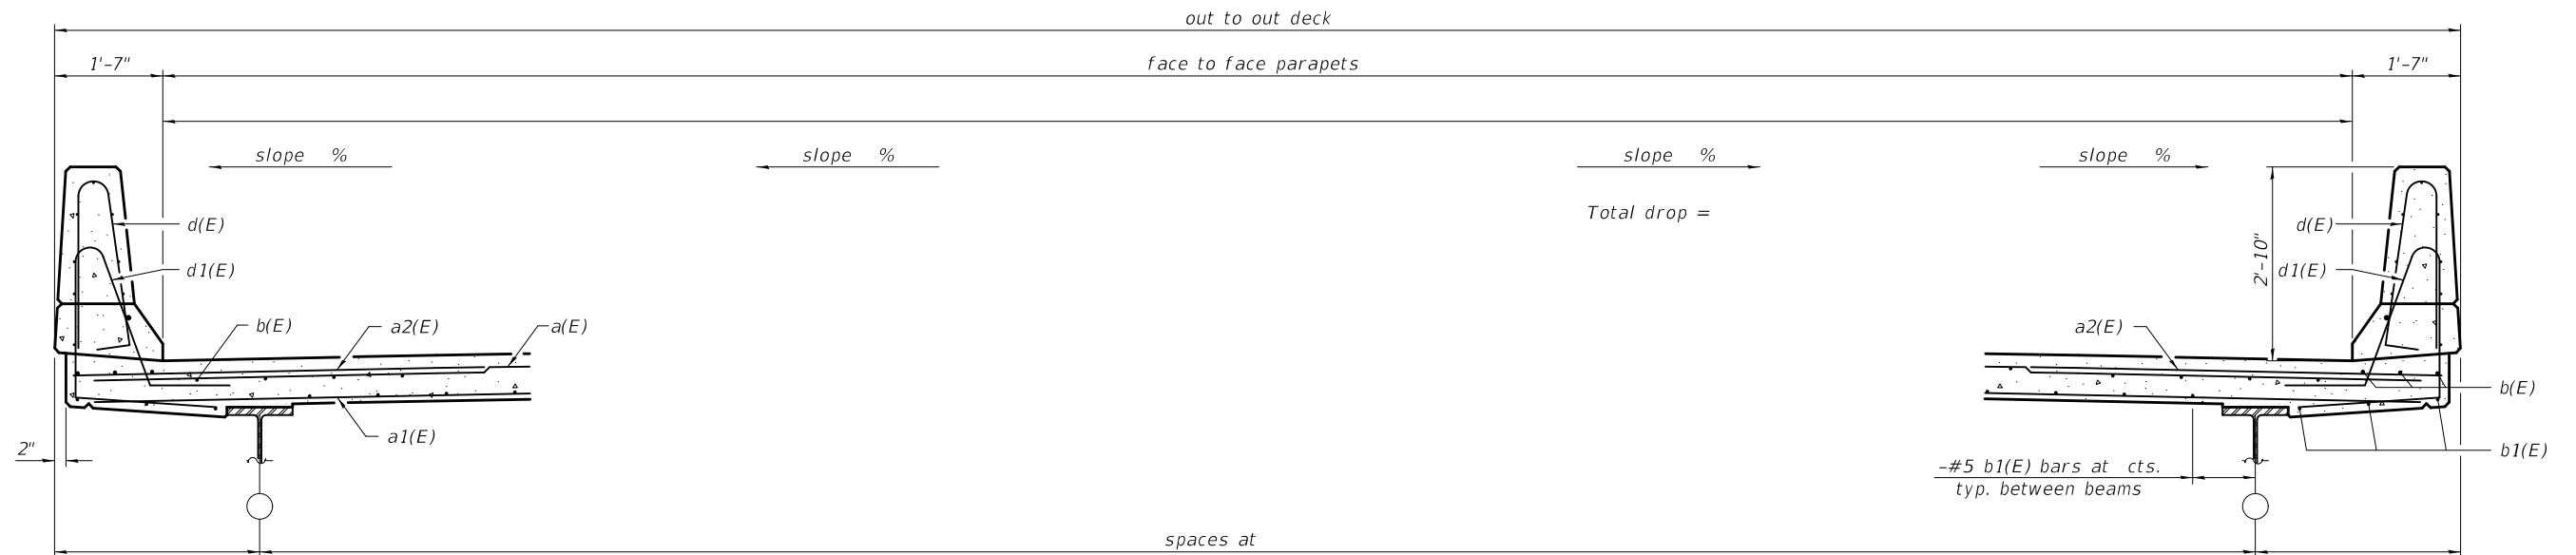 out to out deck
1'-7"
face to face parapets
1'-7"
slope %
slope %
slope %
slope %
Total drop =
d(E)
d(E)
2'-10"
d1(E)
d1(E)
b(E)
a2(E)
a(E)
a2(E)
b(E)
a1(E)
2"
b1(E)
-#5 b1(E) bars at cts.
typ. between beams
spaces at